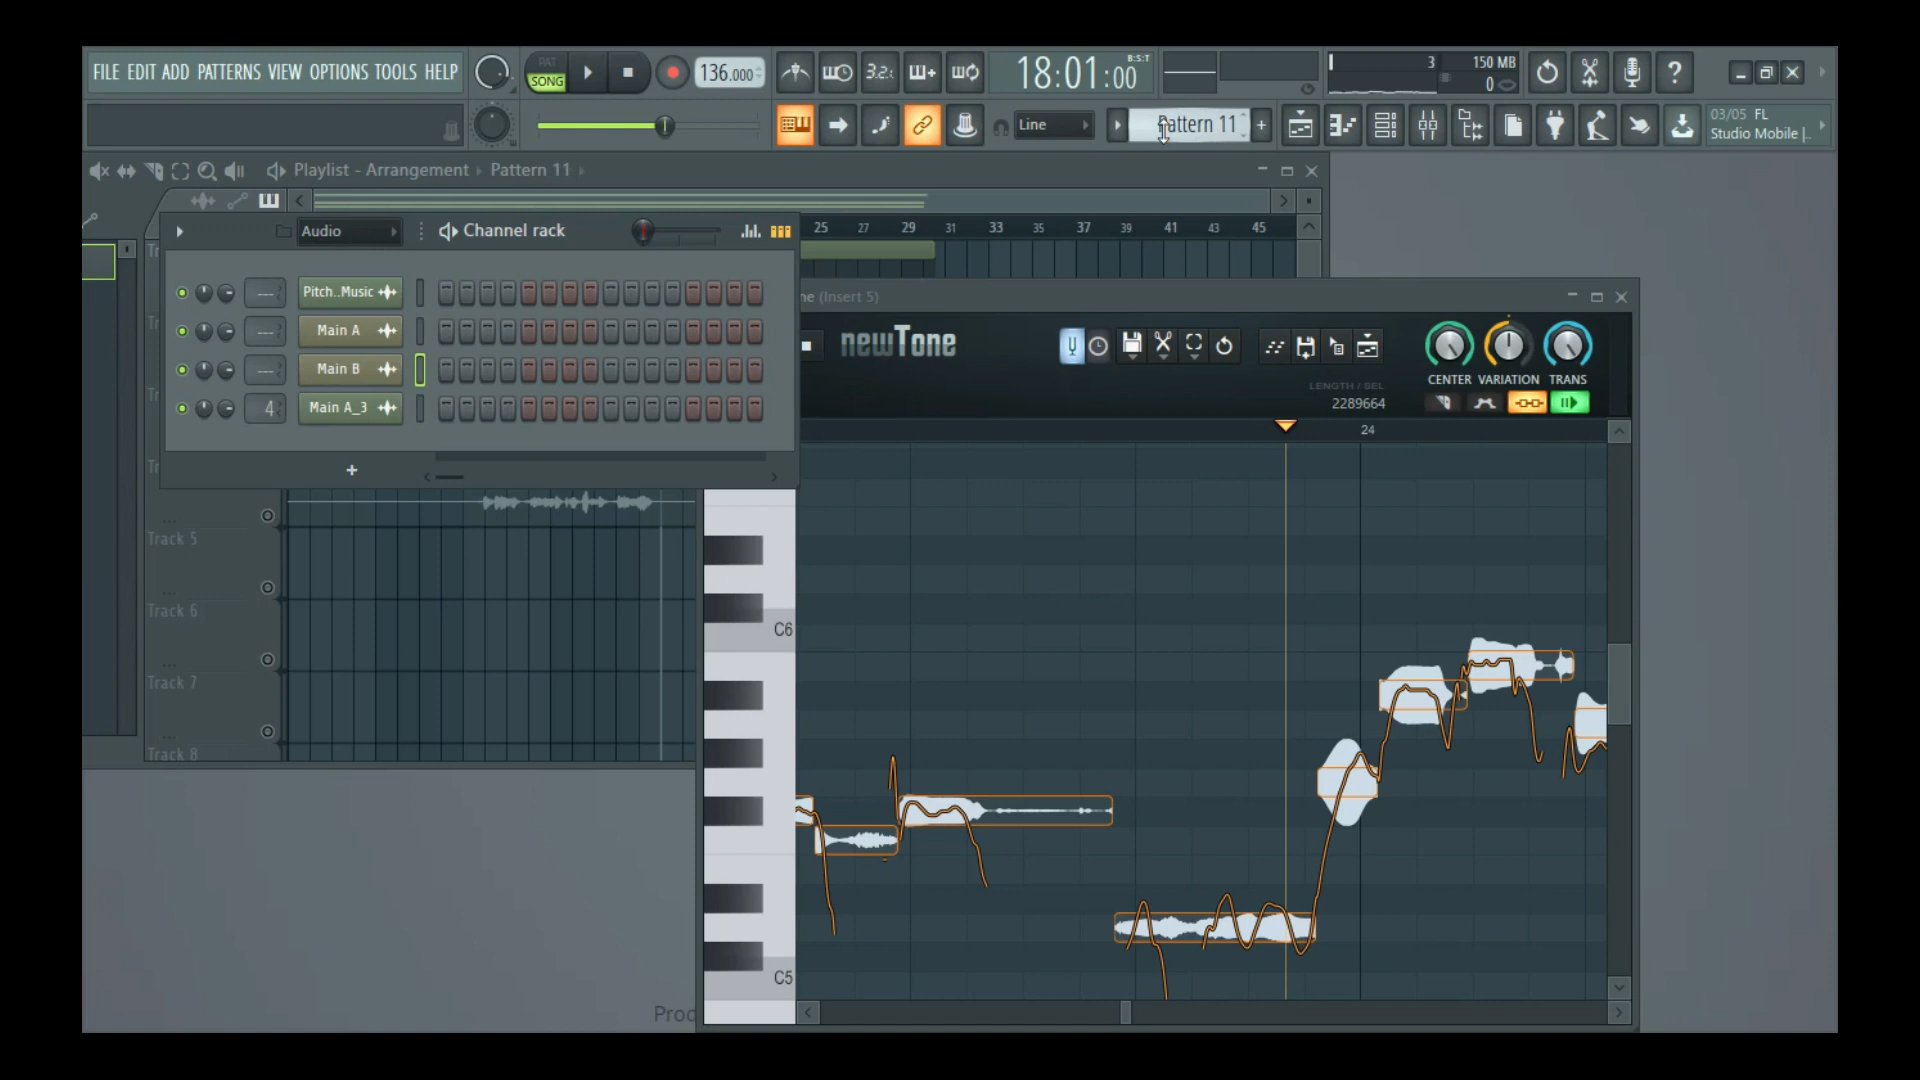 FILE EDIT ADD PATTERNS VIEW OPTIONS TOOLS HELP
PAT
SONG
136.000
3.2
18:01:00
B:S:T
3
150 MB
0
?
Line
Pattern 11
+
03/05 FL
Studio Mobile |..
Playlist - Arrangement
Pattern 11
Audio
Channel rack
25 27 29 31 33 35 37 39 41 43 45
Pitch..Music
Main A
Main B
4
Main A_3
+
(Insert 5)
newTone
CENTER
VARIATION
TRANS
LENGTH / SEL
2289664
24
C6
C5
Track 5
Track 6
Track 7
Track 8